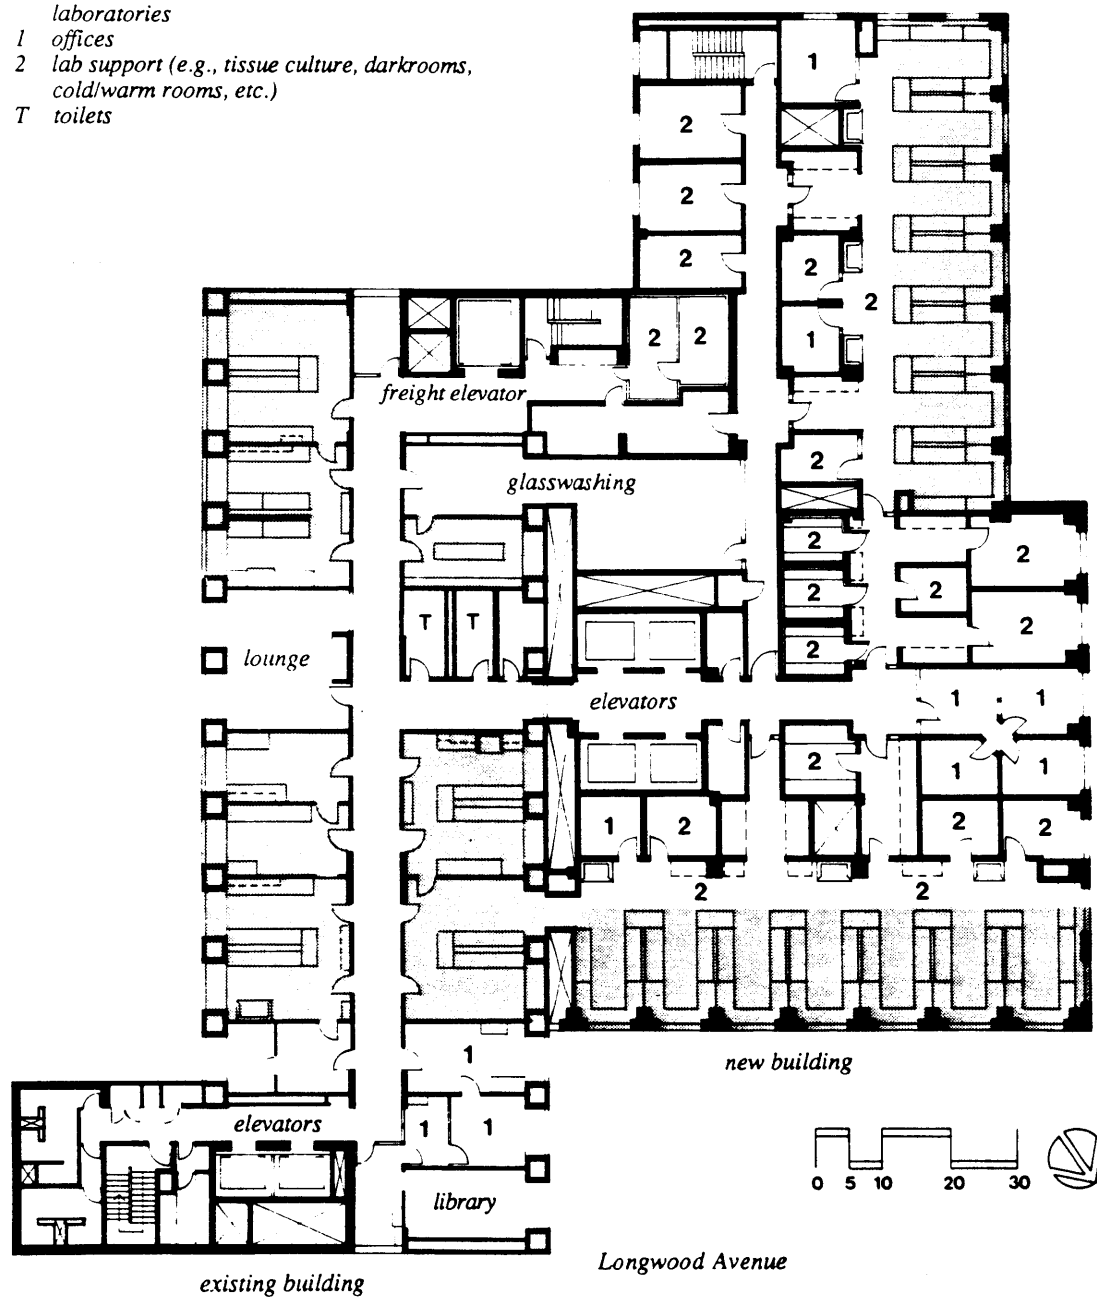 laboratories
1 offices
2 lab support (e.g., tissue culture, darkrooms,
cold/warm rooms, etc.)
T toilets
1
2
2
2
2
2
1
2
2 2
freight elevator
2
glasswashing
2
2
2
2
2
2
T T
lounge
2
elevators
1 1
2
1 1
1 2
2 2
2 2
1
new building
elevators
1 1
0 5 10 20 30
library
Longwood Avenue
existing building